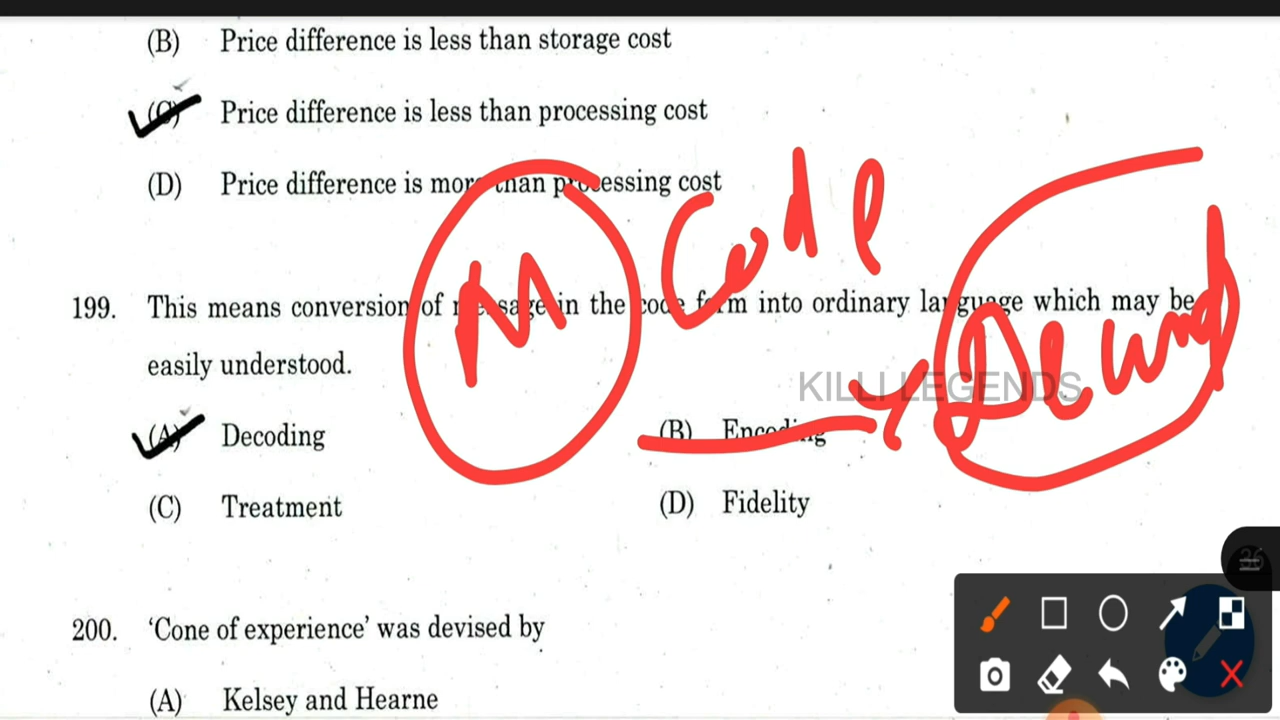 (B) Price difference is less than storage cost
(C) Price difference is less than processing cost
(D) Price difference is more than processing cost
M Code
199. This means conversion of message in the code form into ordinary language which may be
easily understood.
KILLI LEGENDS
(A) Decoding (B) Encoding
(C) Treatment (D) Fidelity
36
200. 'Cone of experience' was devised by
(A) Kelsey and Hearne